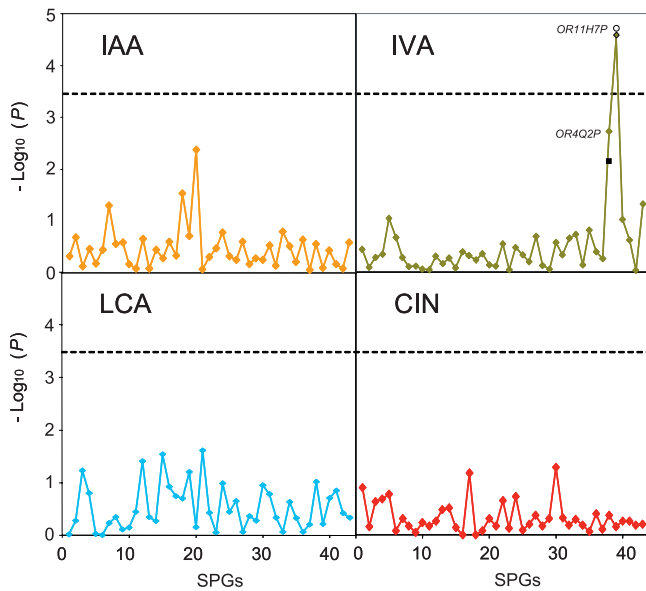 5
4
3
2
1
0
- Log10 (P)
IAA
IVA
OR11H7P
OR4Q2P
4
3
2
1
0
- Log10 (P)
LCA
CIN
0 10 20 30 40
0 10 20 30 40
SPGs
SPGs